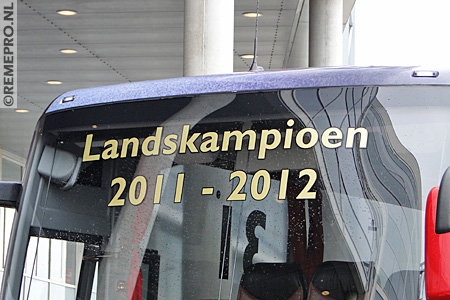 Landskampioen
2011 - 2012
©REMEPRO.NL